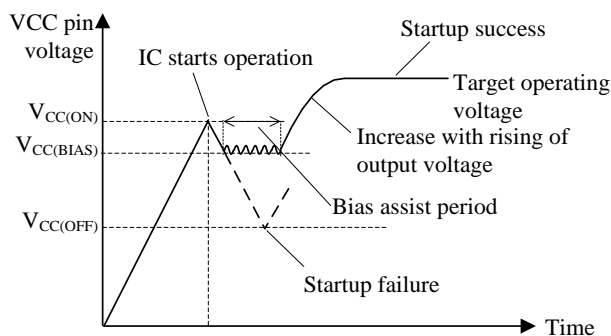 VCC pin
voltage
Startup success
IC starts operation
Target operating
voltage
VCC(ON)
Increase with rising of
output voltage
VCC(BIAS)
Bias assist period
VCC(OFF)
Startup failure
Time